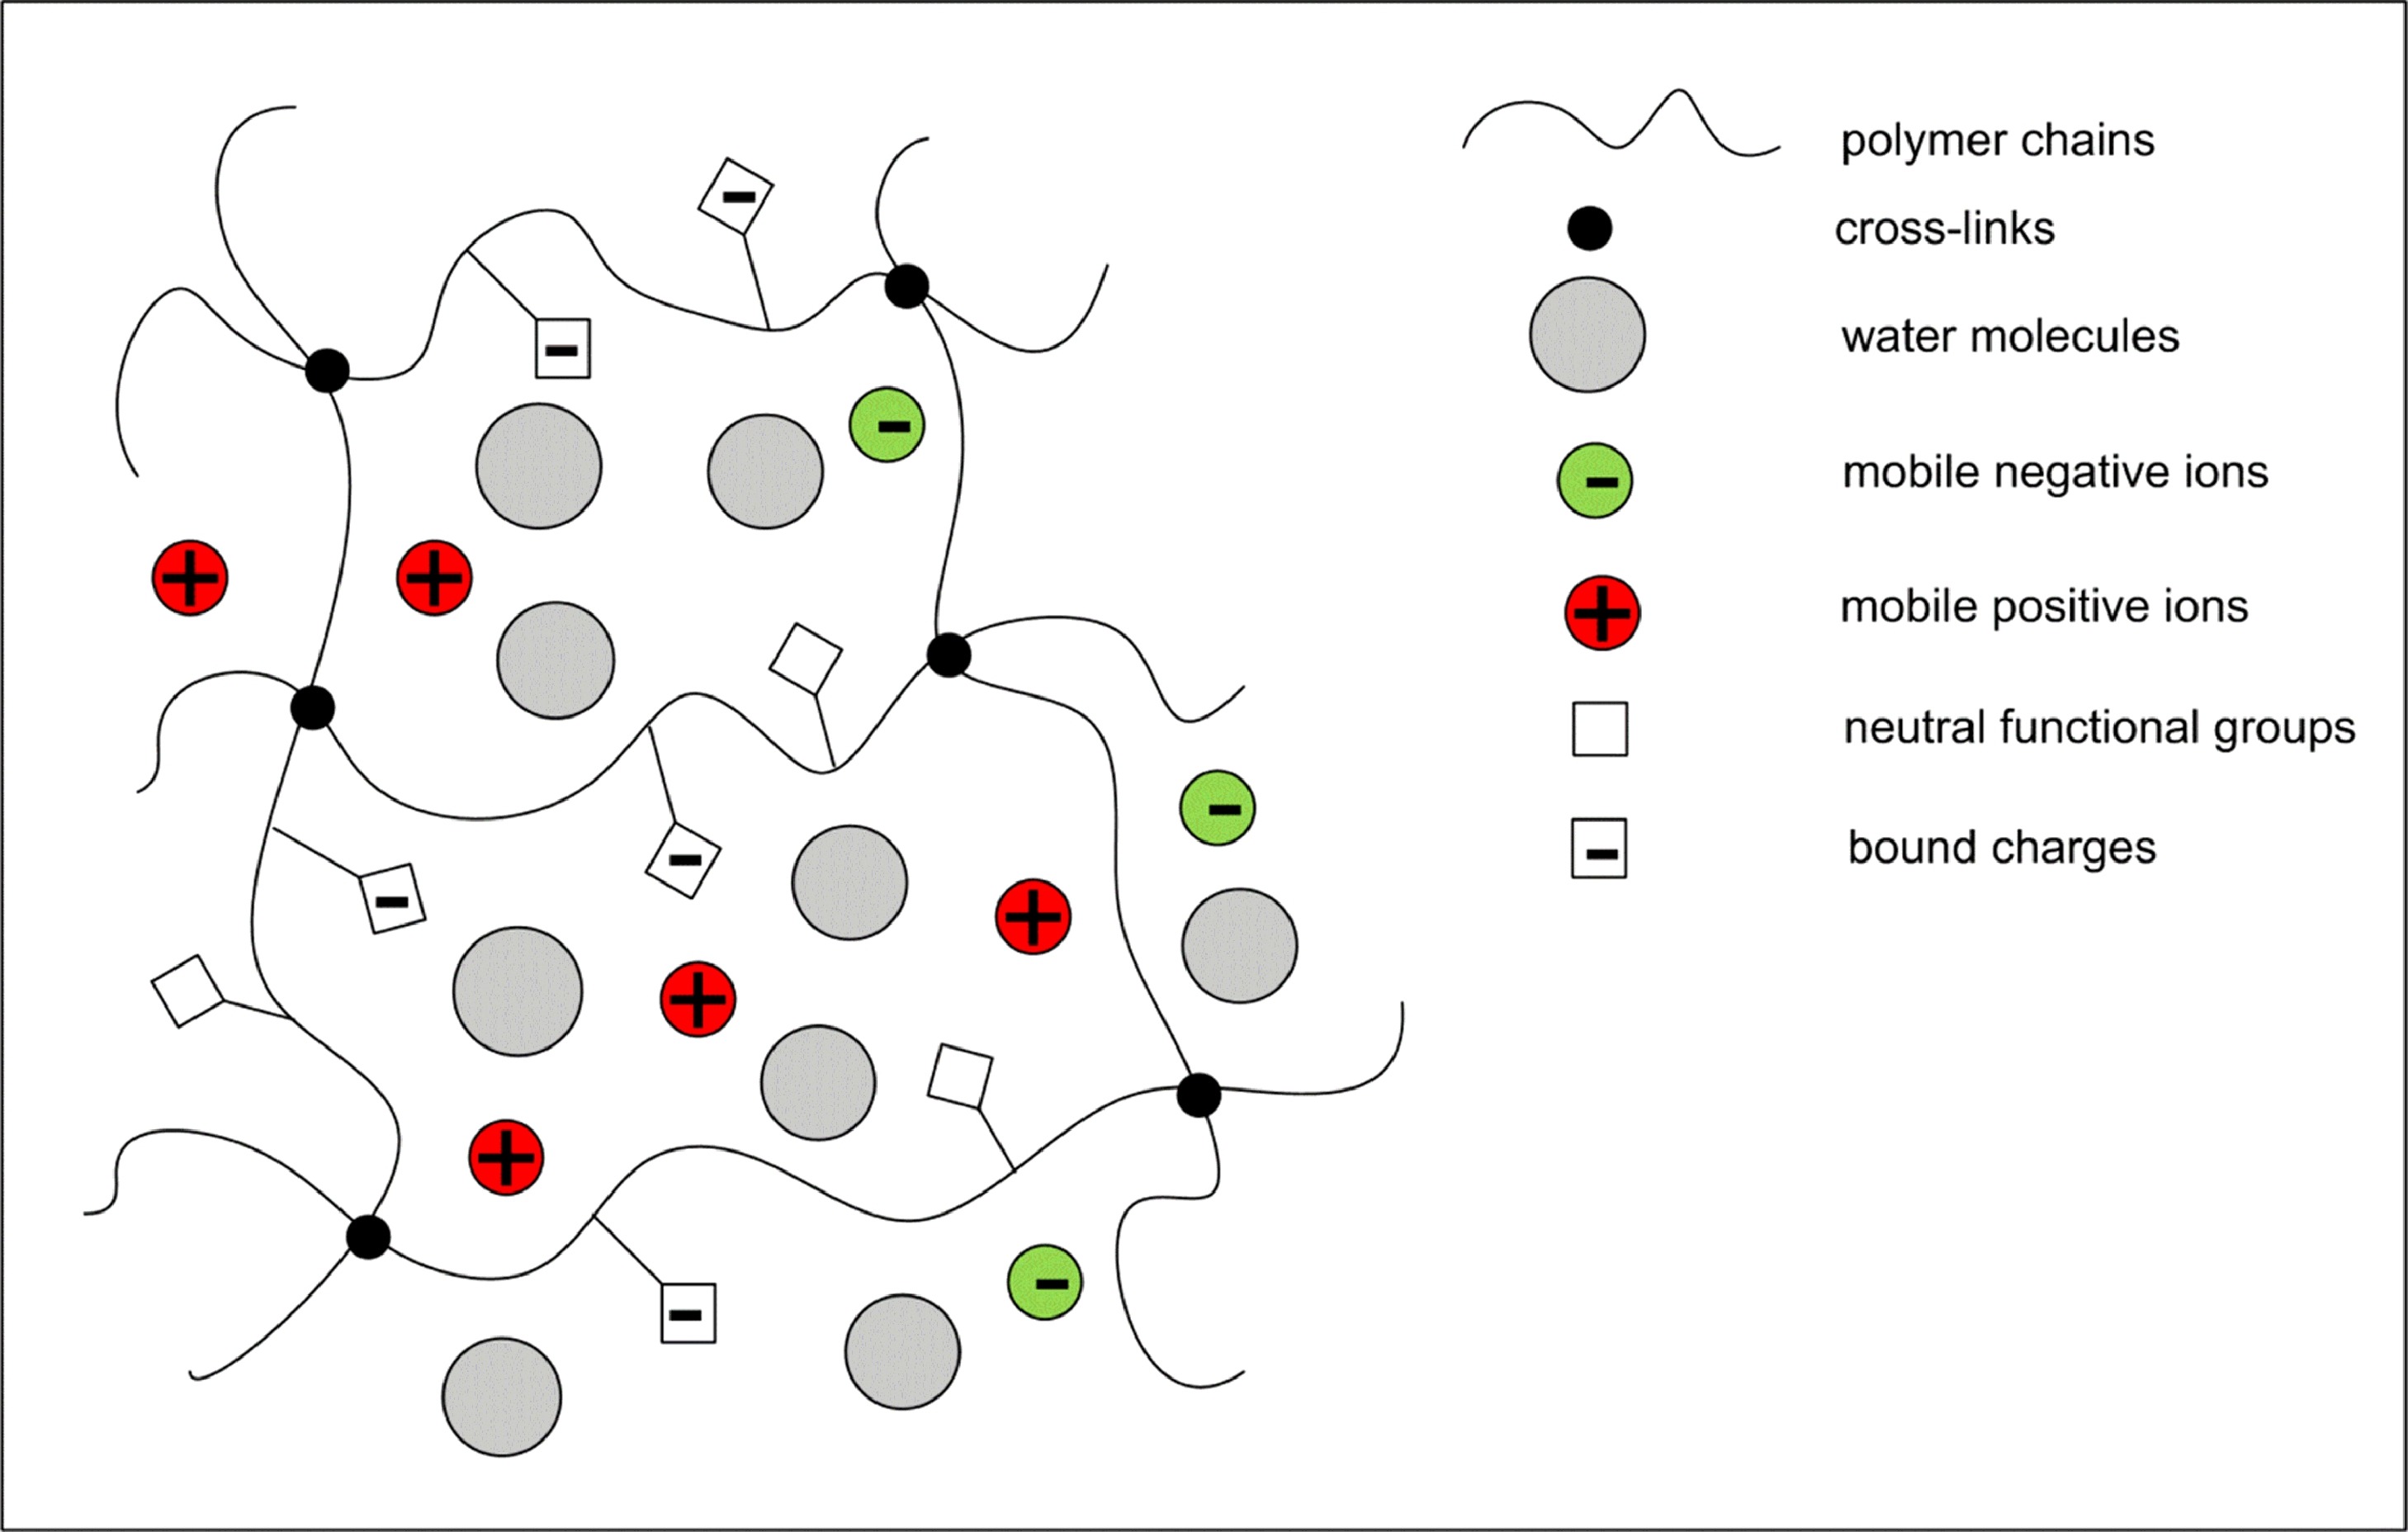 polymer chains
cross-links
water molecules
mobile negative ions
mobile positive ions
neutral functional groups
bound charges